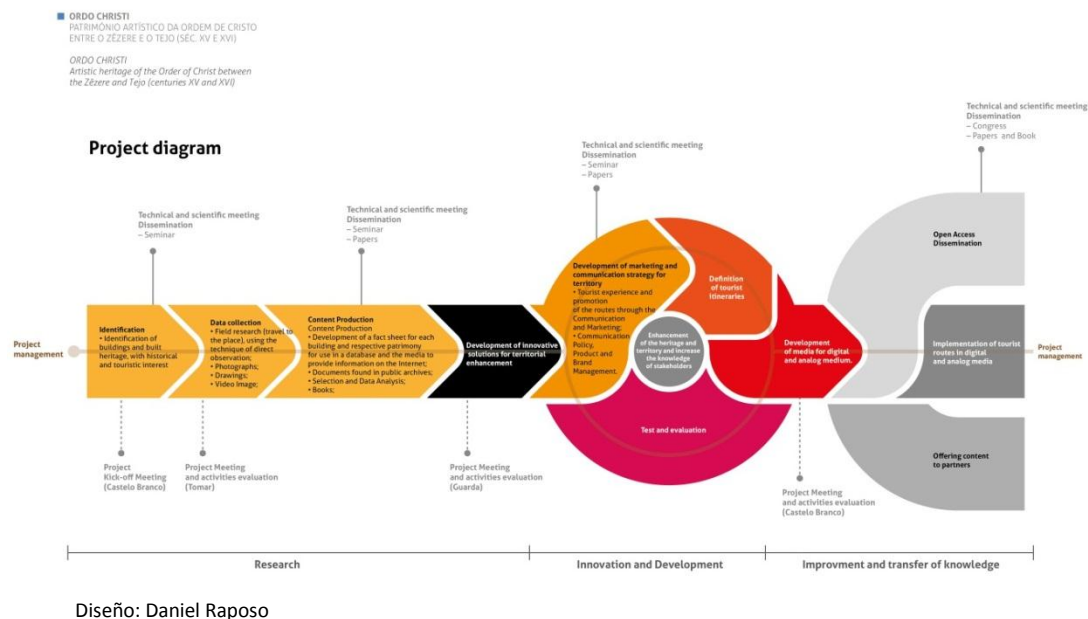 ORDO CHRISTI
PATRIMÓNIO ARTÍSTICO DA ORDEM DE CRISTO
ENTRE O ZÊZERE E O TEJO (SÉC. XV E XVI)
ORDO CHRISTI
Artistic heritage of the Order of Christ between
the Zêzere and Tejo (centuries XV and XVI)
Project diagram
Technical and scientific meeting
Dissemination
– Seminar
Technical and scientific meeting
Dissemination
– Seminar
– Papers
Technical and scientific meeting
Dissemination
– Seminar
– Papers
Technical and scientific meeting
Dissemination
– Congress
– Papers and Book
Project
management
Identification
• Identification of
buildings and built
heritage, with historical
and touristic interest
Data collection
• Field research (travel to
the place), using the
technique of direct
observation;
• Photographs;
• Drawings;
• Video Image;
Content Production
Content Production
• Development of a fact sheet for each
building and respective patrimony
for use in a database and the media to
provide information on the Internet;
• Documents found in public archives;
• Selection and Data Analysis;
• Books;
Development of innovative
solutions for territorial
enhancement
Development of marketing and
communication strategy for
territory
• Tourist experience and
promotion
of the routes through the
Communication
and Marketing;
• Communication
Policy,
Product and
Brand
Management.
Definition
of tourist
itineraries
Enhancement
of the heritage and
territory and increase
the knowledge
of stakeholders
Test and evaluation
Development
of media for digital
and analog medium.
Open Access
Dissemination
Implementation of tourist
routes in digital
and analog media
Offering content
to partners
Project
management
Project
Kick-off Meeting
(Castelo Branco)
Project Meeting
and activities evaluation
(Tomar)
Project Meeting
and activities evaluation
(Guarda)
Project Meeting
and activities evaluation
(Castelo Branco)
Research
Innovation and Development
Improvment and transfer of knowledge
Diseño: Daniel Raposo